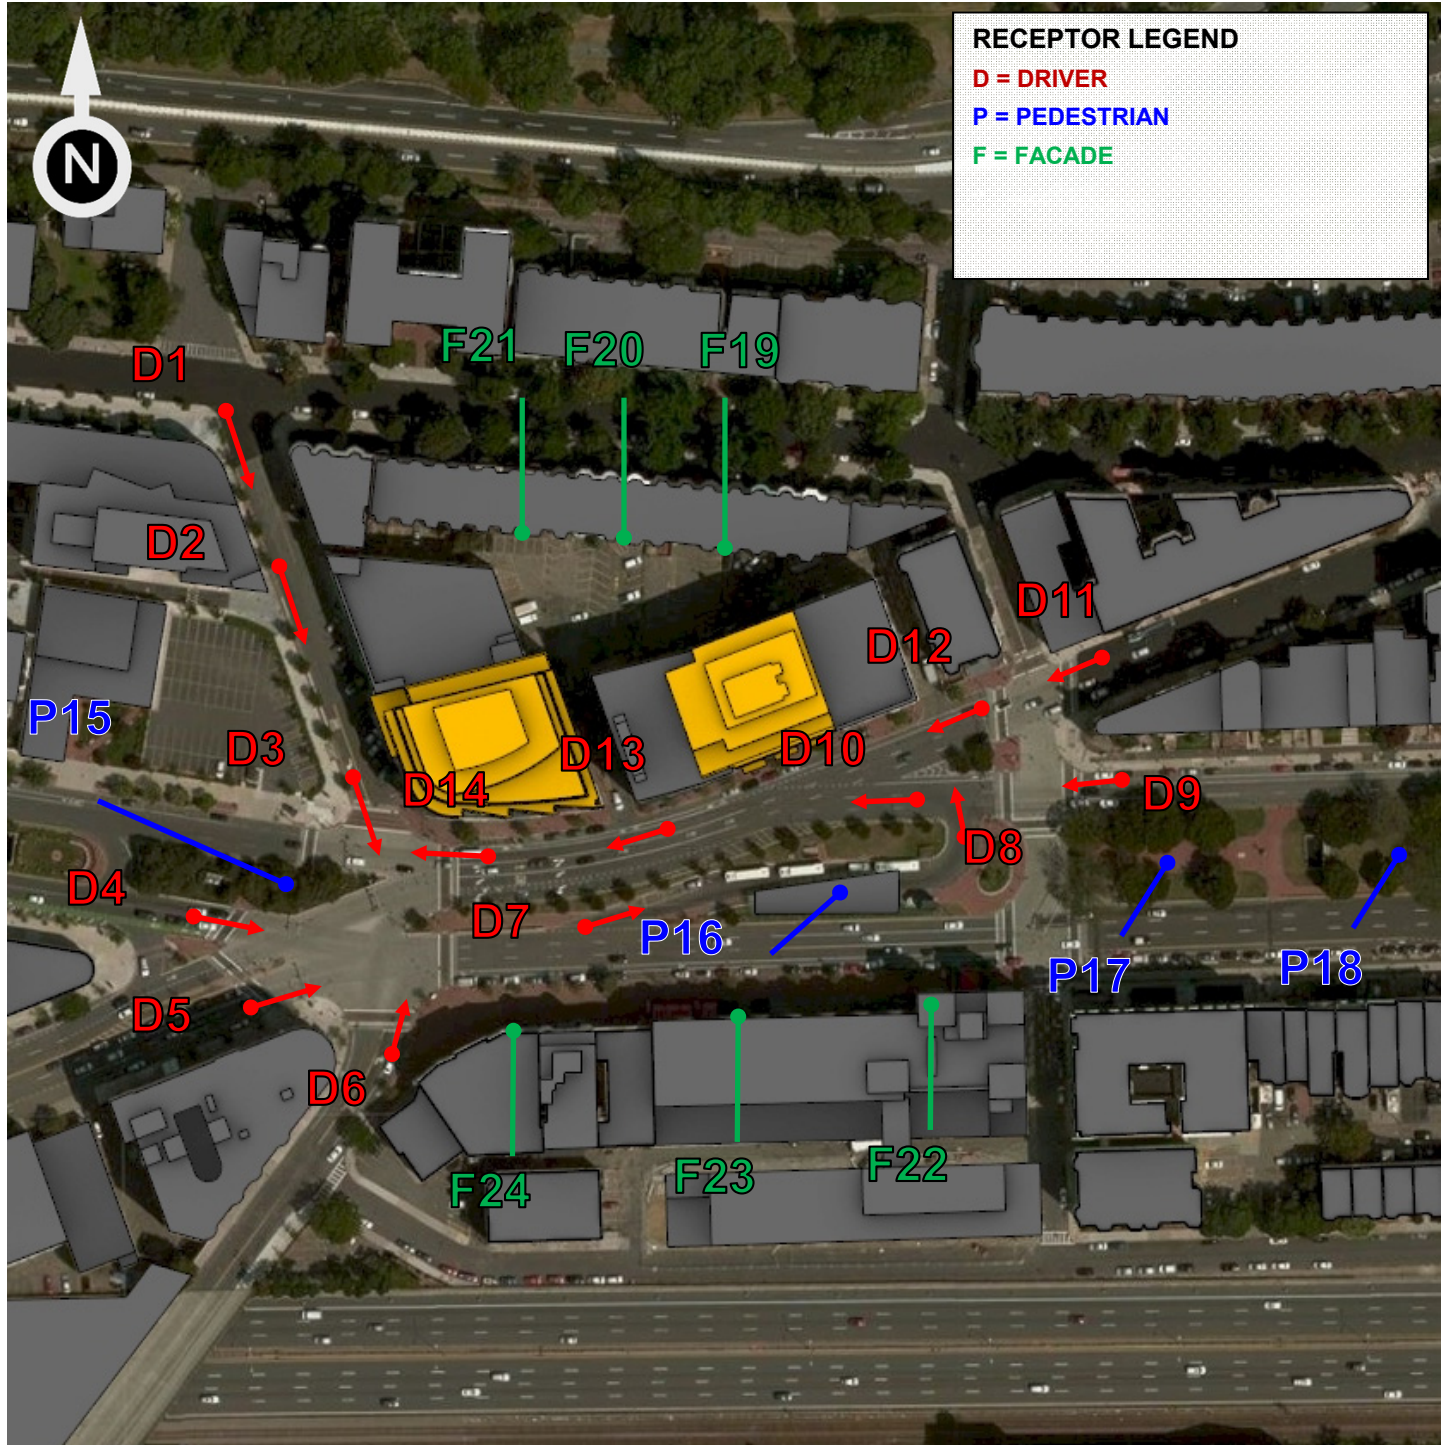 RECEPTOR LEGEND
D = DRIVER
P = PEDESTRIAN
F = FACADE
N
D1
F21
F20
F19
D2
D11
D12
P15
D3
D14
D13
D10
D9
D8
D4
D7
P16
P17
P18
D5
D6
F24
F23
F22